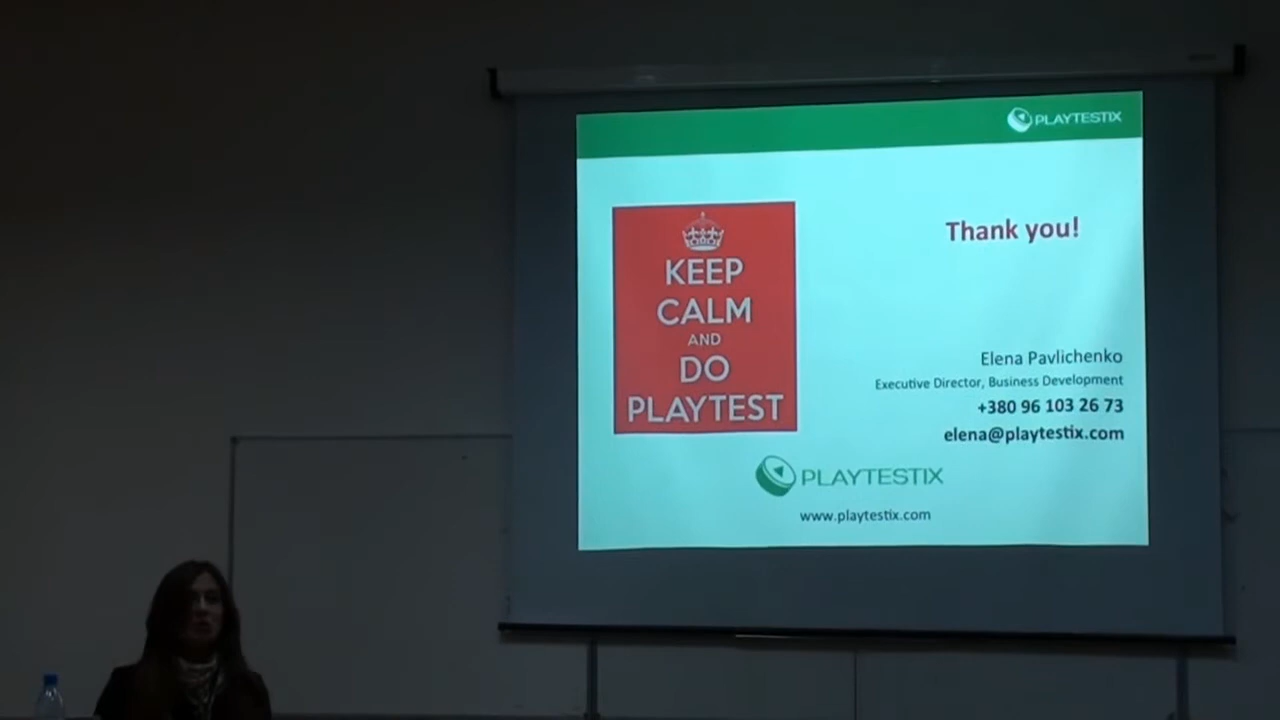 PLAYTESTIX
KEEP
CALM
AND
DO
PLAYTEST
Thank you!
Elena Pavlichenko
Executive Director, Business Development
+380 96 103 26 73
elena@playtestix.com
PLAYTESTIX
www.playtestix.com